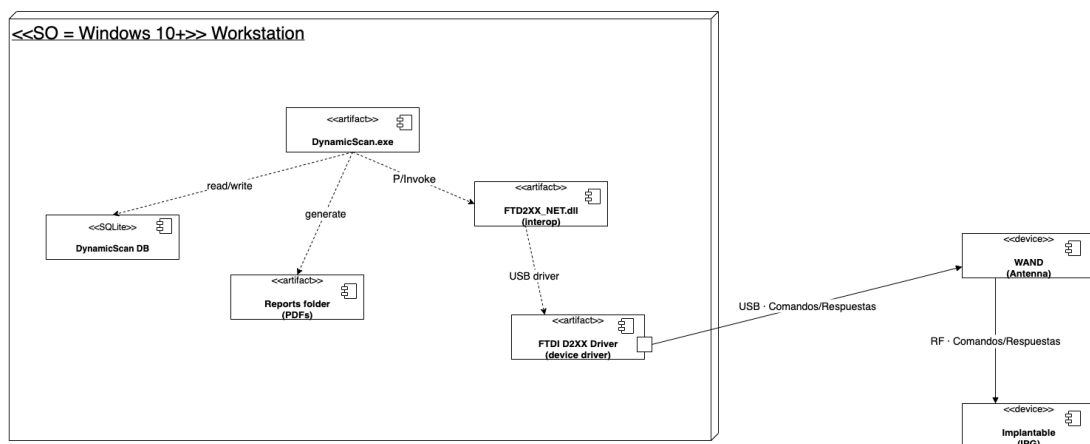 <<SO = Windows 10+>> Workstation
<<artifact>>
DynamicScan.exe
read/write
generate
P/Invoke
<<SQLite>>
DynamicScan DB
<<artifact>>
Reports folder
(PDFs)
<<artifact>>
FTD2XX_NET.dll
(interop)
USB driver
<<artifact>>
FTDI D2XX Driver
(device driver)
USB · Comandos/Respuestas
<<device>>
WAND
(Antenna)
RF · Comandos/Respuestas
<<device>>
Implantable
(IPG)